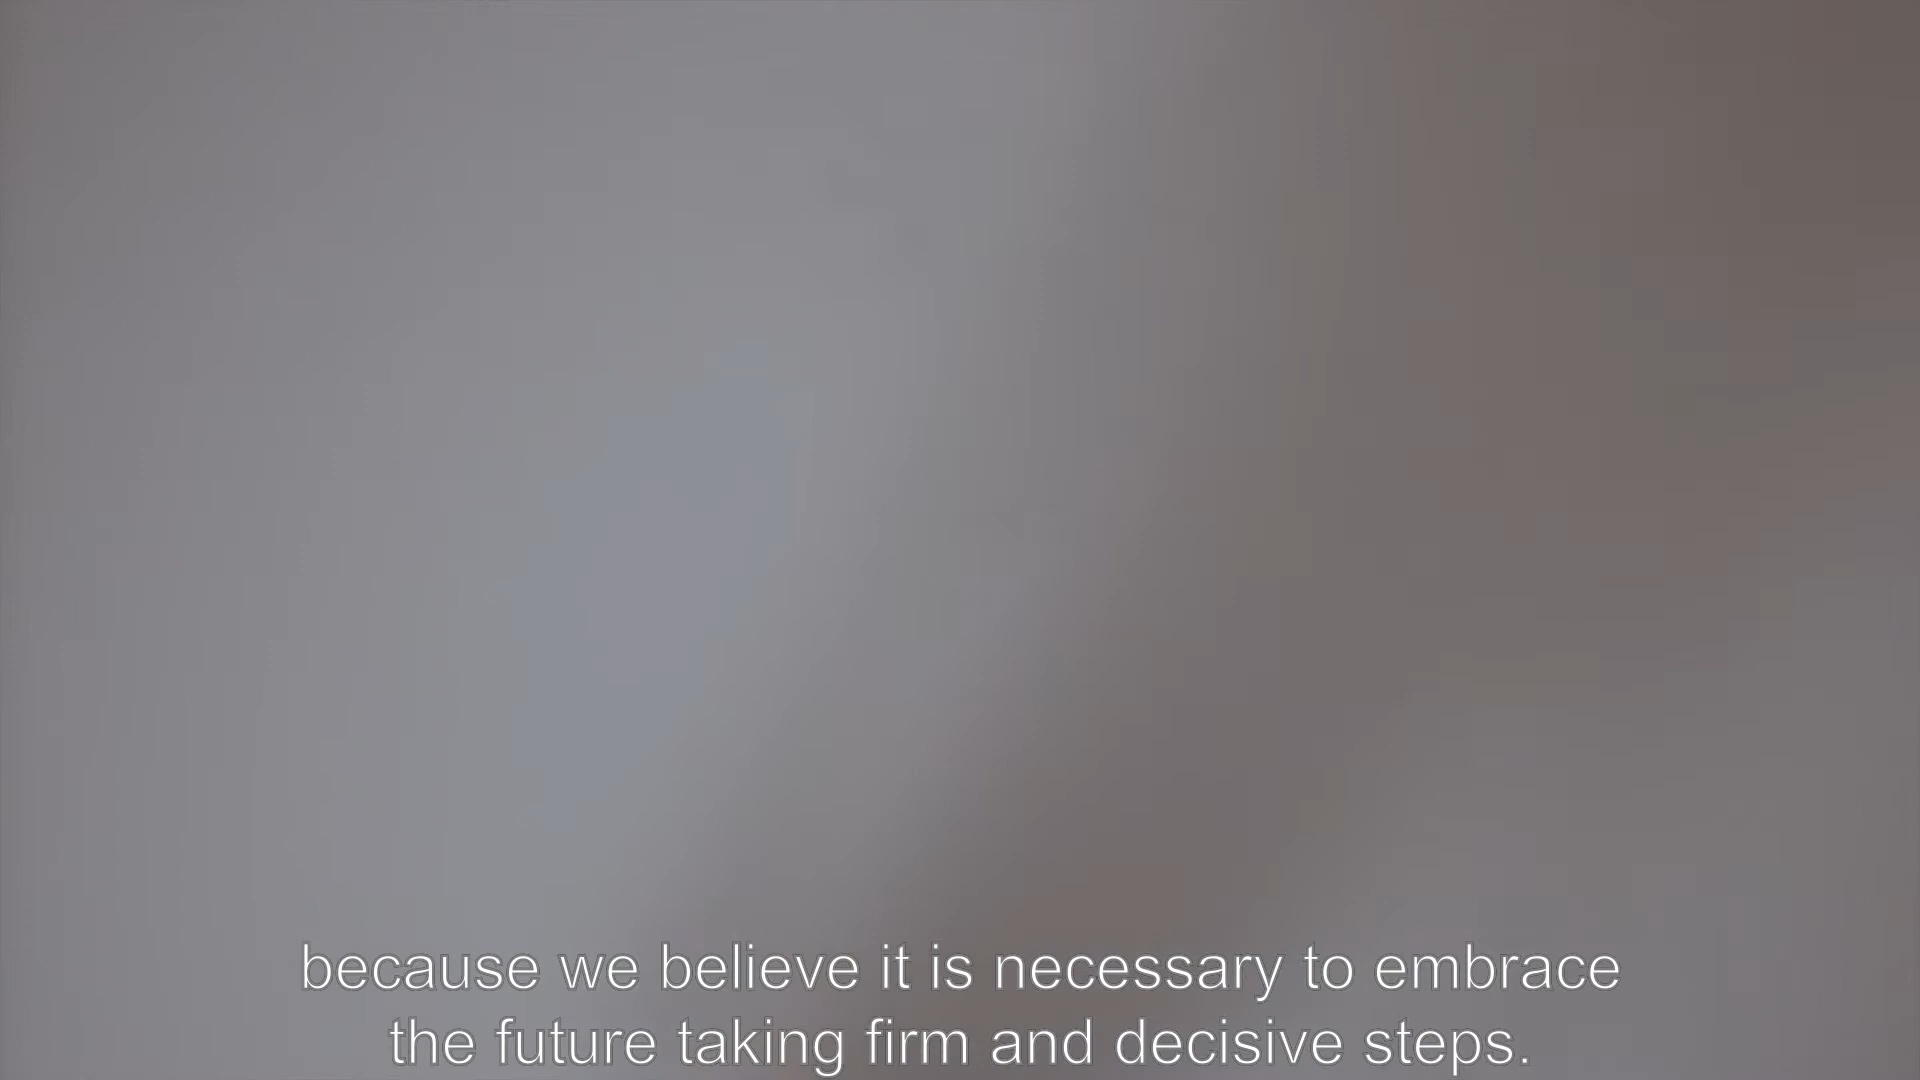 because we believe it is necessary to embrace
the future taking firm and decisive steps.